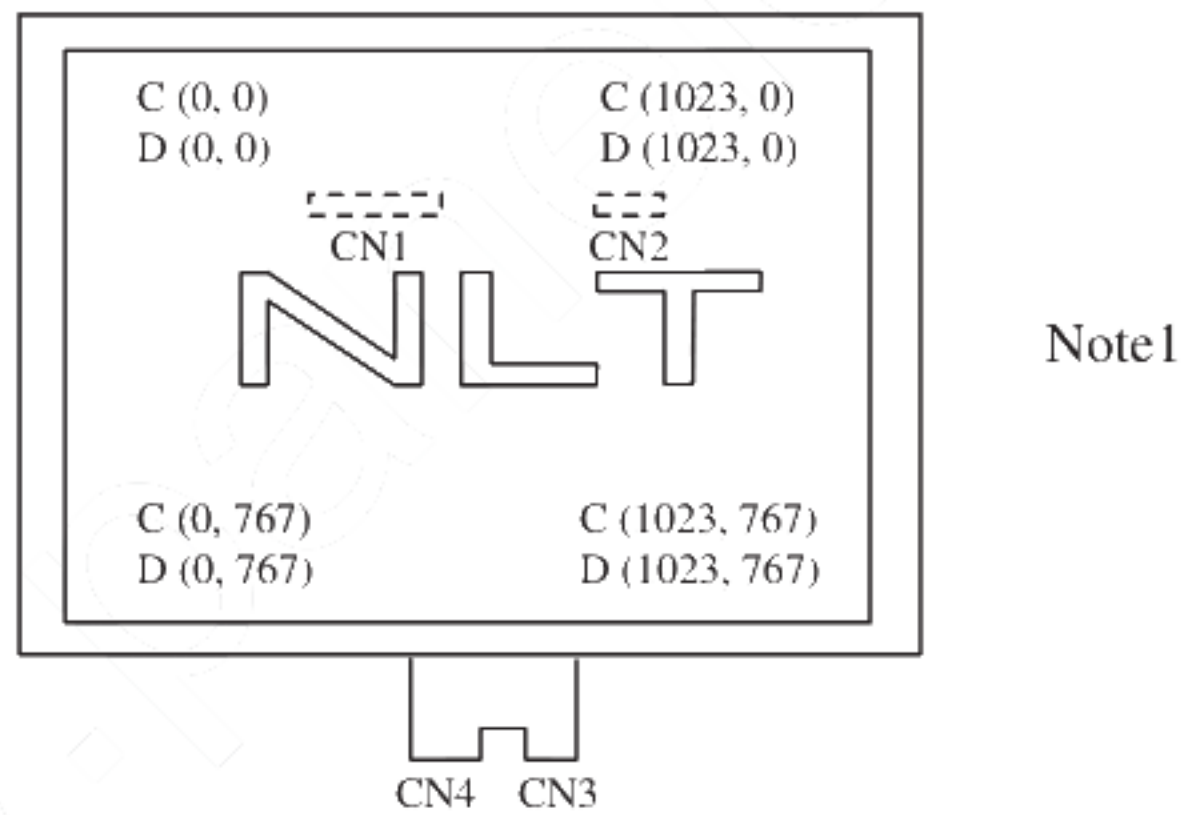 C (0, 0) C (1023, 0)
D (0, 0) D (1023, 0)
CN1 CN2
NLT
Note1
C (0, 767) C (1023, 767)
D (0, 767) D (1023, 767)
CN4 CN3